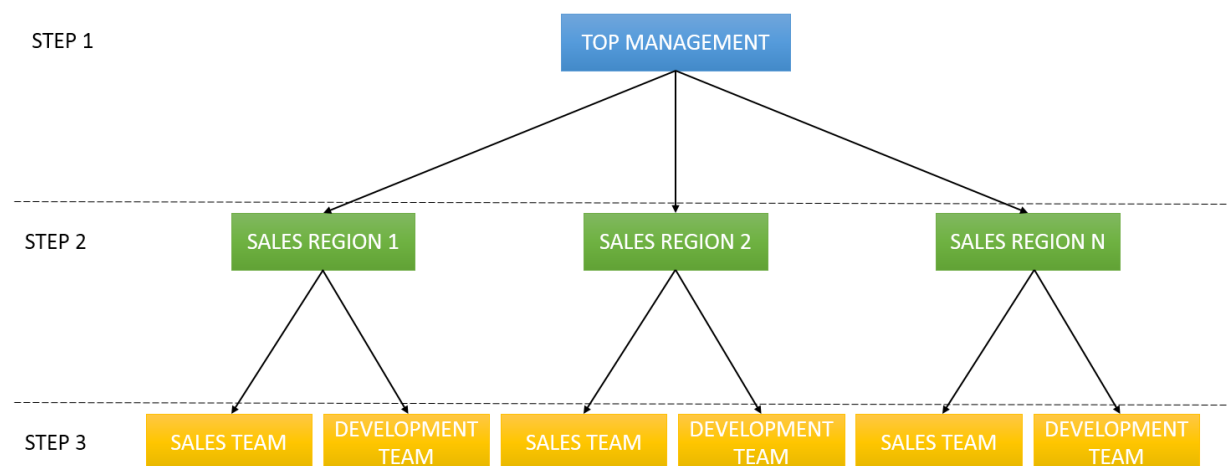 STEP 1
TOP MANAGEMENT
STEP 2
SALES REGION 1
SALES REGION 2
SALES REGION N
STEP 3
SALES TEAM
DEVELOPMENT
TEAM
SALES TEAM
DEVELOPMENT
TEAM
SALES TEAM
DEVELOPMENT
TEAM